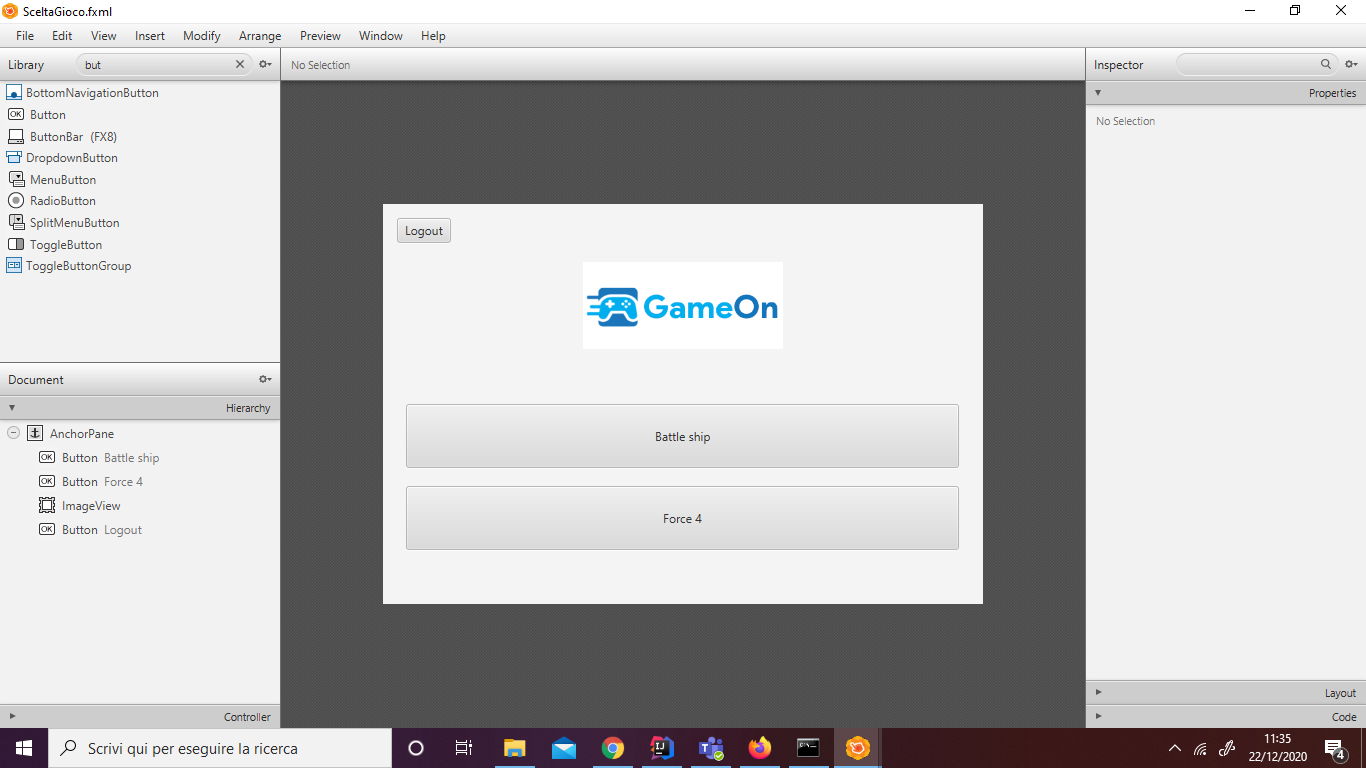 SceltaGioco.fxml
File Edit View Insert Modify Arrange Preview Window Help
Library but
No Selection
Inspector
BottomNavigationButton
OK Button
ButtonBar (FX8)
DropdownButton
MenuButton
RadioButton
SplitMenuButton
ToggleButton
ToggleButtonGroup
Properties
No Selection
Logout
GameOn
Battle ship
Force 4
Document
Hierarchy
AnchorPane
OK Button Battle ship
OK Button Force 4
ImageView
OK Button Logout
Controller
Layout
Code
Scrivi qui per eseguire la ricerca
IJ
11:35
22/12/2020
4